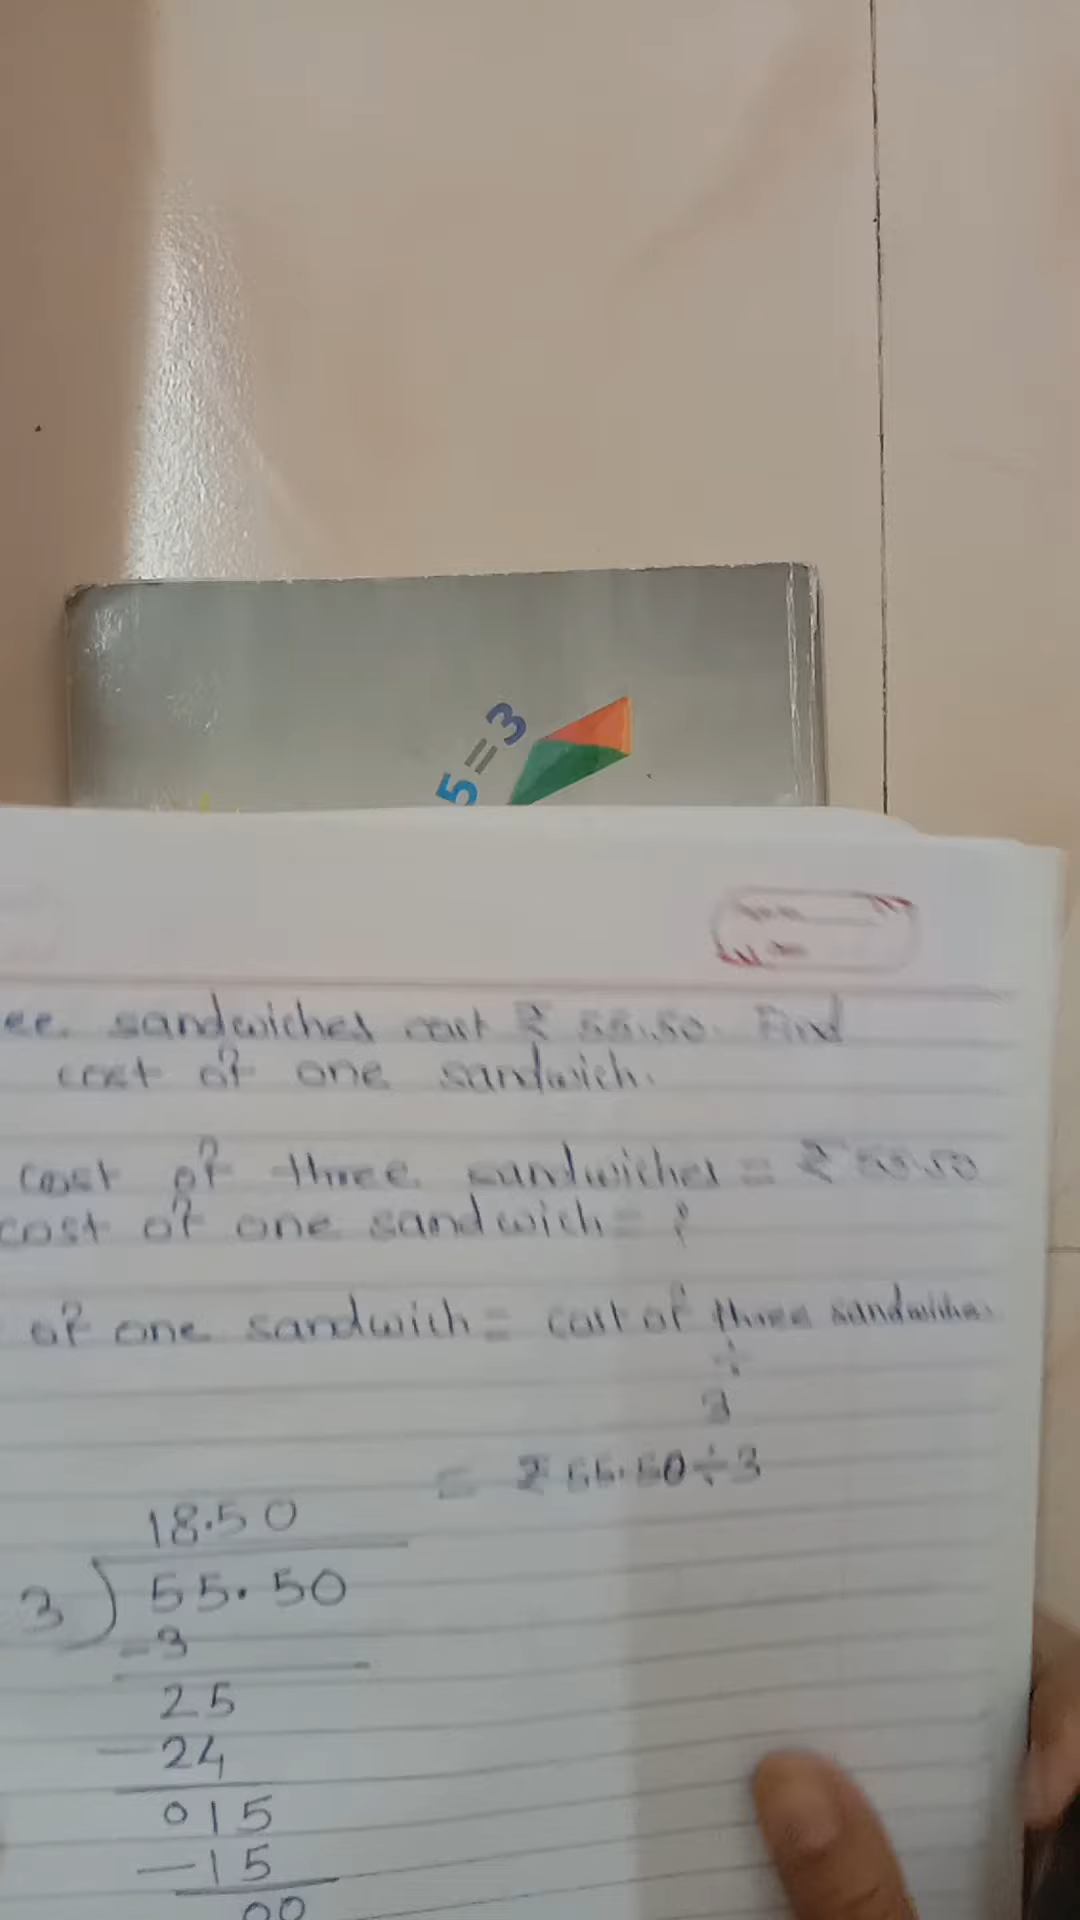 5=3
ee sandwiches cost ₹ 55.50. Find
cost of one sandwich.
cost of three sandwiches = ₹ 55.50
cost of one sandwich = ?
of one sandwich = cost of three sandwiches
÷
3
= ₹ 55.50÷3
18.50
3 ) 55.50
-3
25
-24
015
-15
00